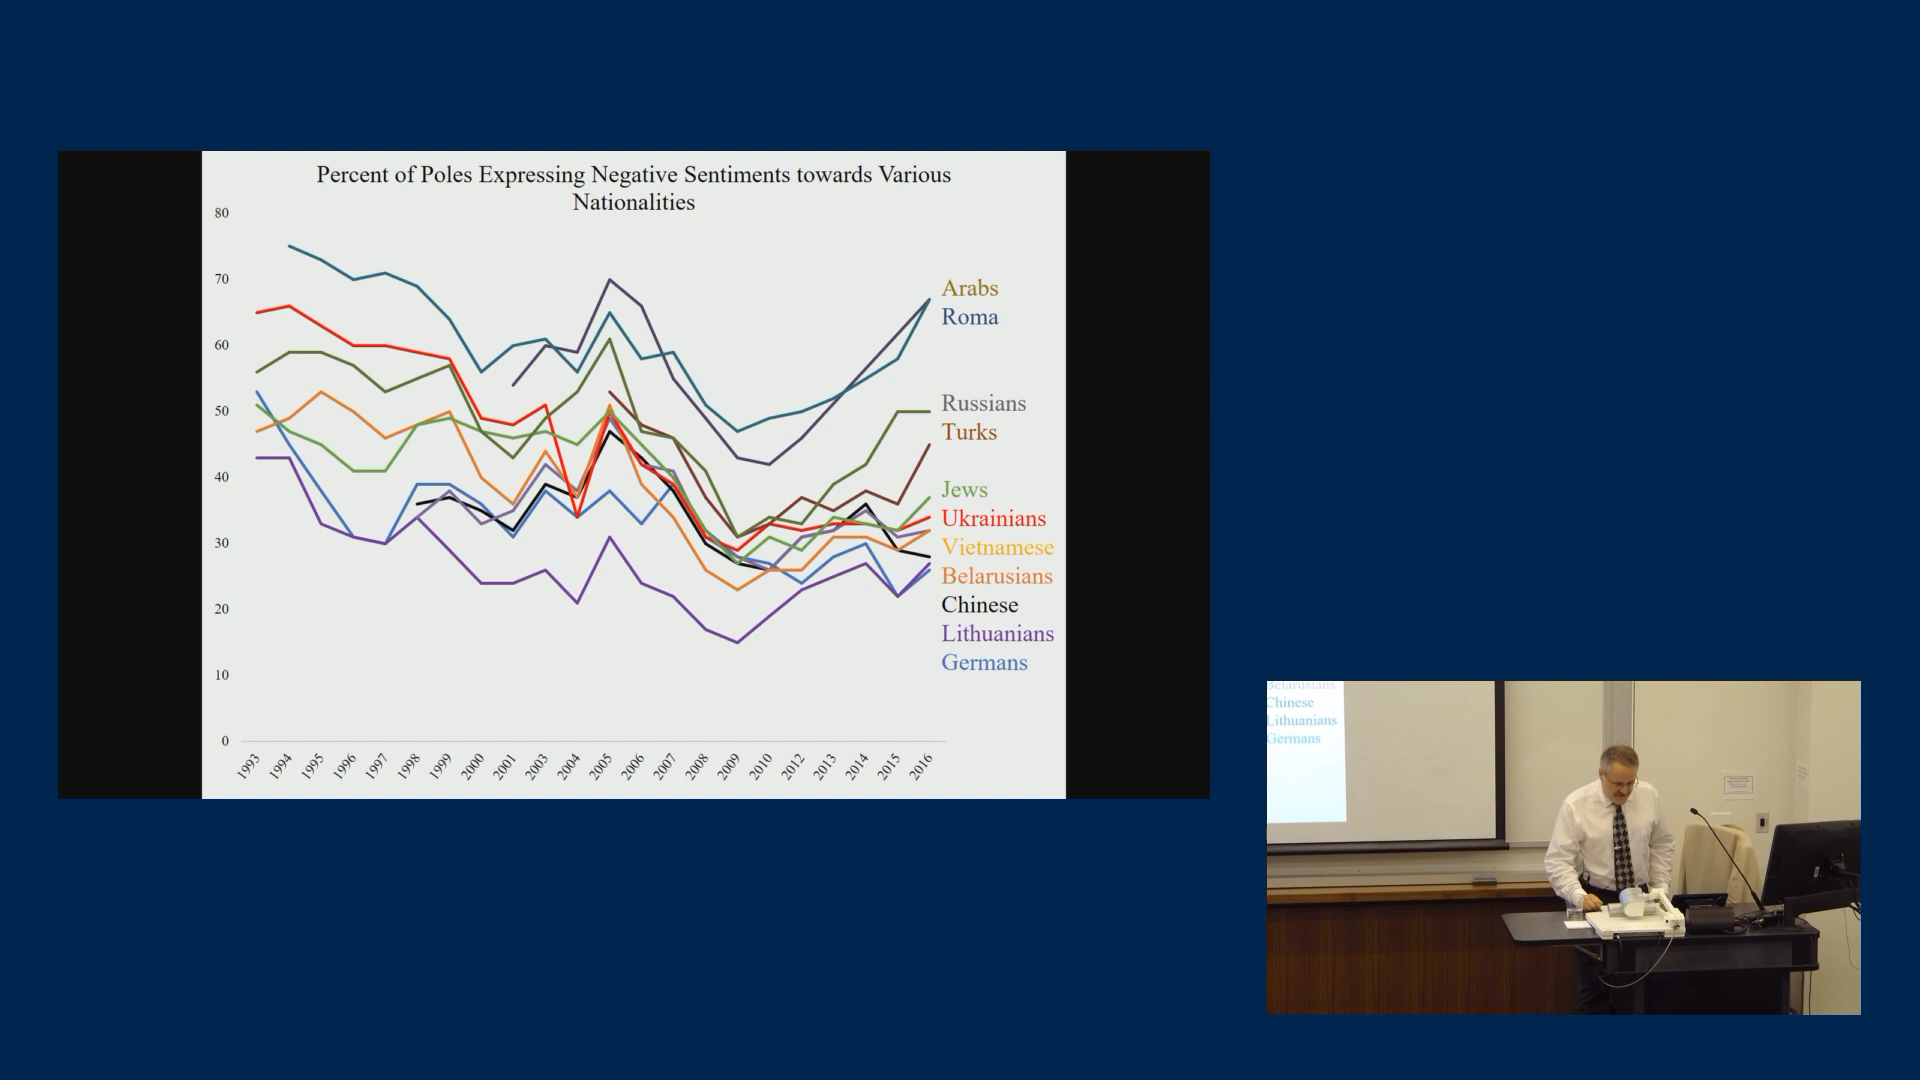 Percent of Poles Expressing Negative Sentiments towards Various
Nationalities
80
70
60
50
40
30
20
10
0
1993
1994
1995
1996
1997
1998
1999
2000
2001
2003
2004
2005
2006
2007
2008
2009
2010
2012
2013
2014
2015
2016
Arabs
Roma
Russians
Turks
Jews
Ukrainians
Vietnamese
Belarusians
Chinese
Lithuanians
Germans
Belarusians
Chinese
Lithuanians
Germans